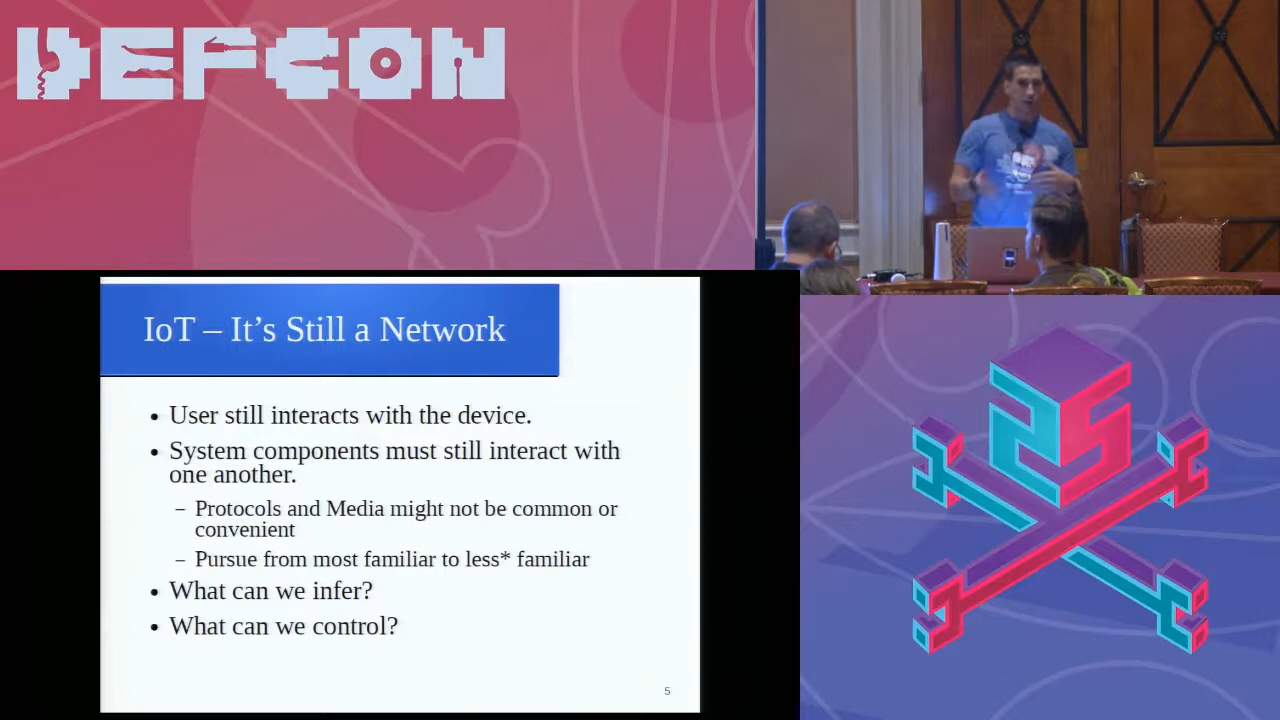 DEFCON
IoT – It's Still a Network
• User still interacts with the device.
• System components must still interact with
one another.
– Protocols and Media might not be common or
convenient
– Pursue from most familiar to less* familiar
• What can we infer?
• What can we control?
5
25